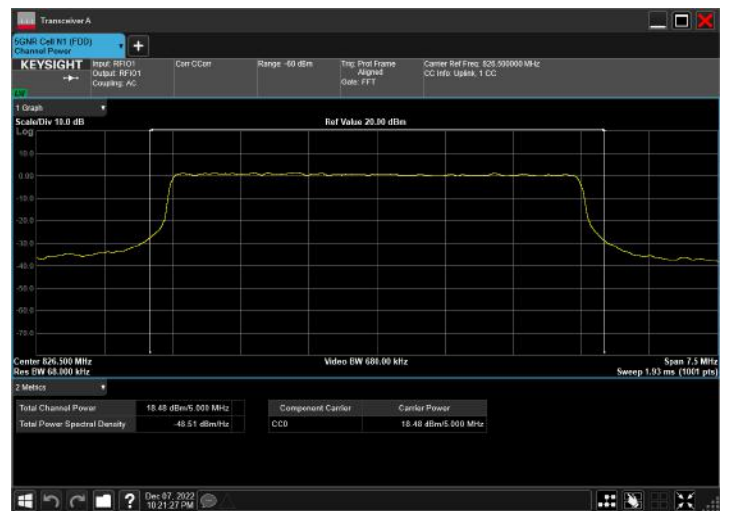 Transceiver A
5GNR Cell N1 (FDD)
Channel Power
KEYSIGHT
Input: RFIO1
Output: RFIO1
Coupling: AC
Corr CCorr
Range: -60 dBm
Trig: Prot Frame
Aligned
Gate: FFT
Carrier Ref Freq: 826.500000 MHz
CC Info: Uplink, 1 CC
1 Graph
Scale/Div 10.0 dB
Ref Value 20.00 dBm
Log
10.0
0.00
-10.0
-20.0
-30.0
-40.0
-50.0
-60.0
-70.0
Center 826.500 MHz
Video BW 680.00 kHz
Span 7.5 MHz
Res BW 68.000 kHz
Sweep 1.93 ms (1001 pts)
2 Metrics
Total Channel Power 18.48 dBm/5.000 MHz
Total Power Spectral Density -48.51 dBm/Hz
Component Carrier Carrier Power
CC0 18.48 dBm/5.000 MHz
?
Dec 07, 2022
10:21:27 PM